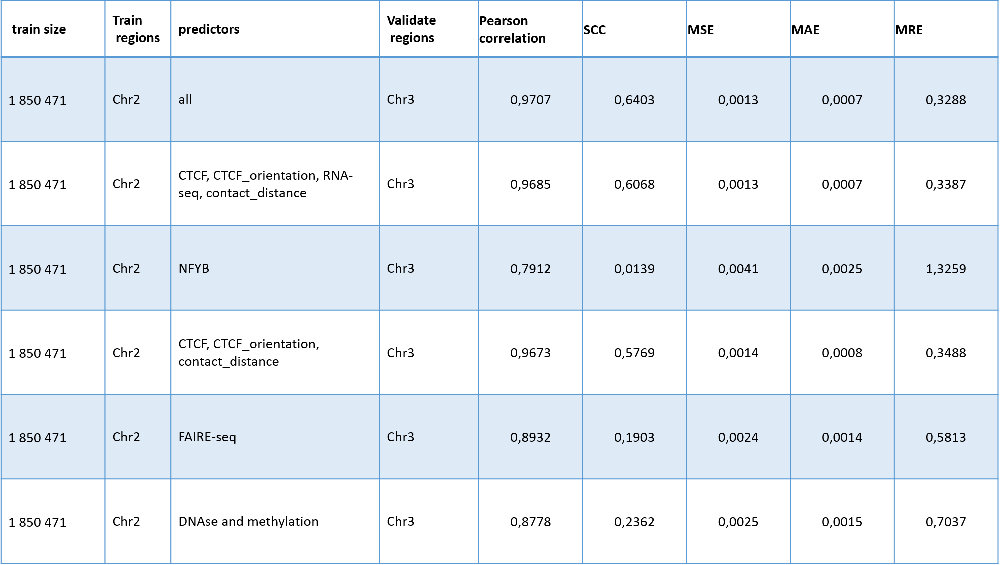 train size
Train
regions
predictors
Validate
regions
Pearson
correlation
SCC
MSE
MAE
MRE
1 850 471
Chr2
all
Chr3
0,9707
0,6403
0,0013
0,0007
0,3288
1 850 471
Chr2
CTCF, CTCF_orientation, RNA-
seq, contact_distance
Chr3
0,9685
0,6068
0,0013
0,0007
0,3387
1 850 471
Chr2
NFYB
Chr3
0,7912
0,0139
0,0041
0,0025
1,3259
1 850 471
Chr2
CTCF, CTCF_orientation,
contact_distance
Chr3
0,9673
0,5769
0,0014
0,0008
0,3488
1 850 471
Chr2
FAIRE-seq
Chr3
0,8932
0,1903
0,0024
0,0014
0,5813
1 850 471
Chr2
DNAse and methylation
Chr3
0,8778
0,2362
0,0025
0,0015
0,7037